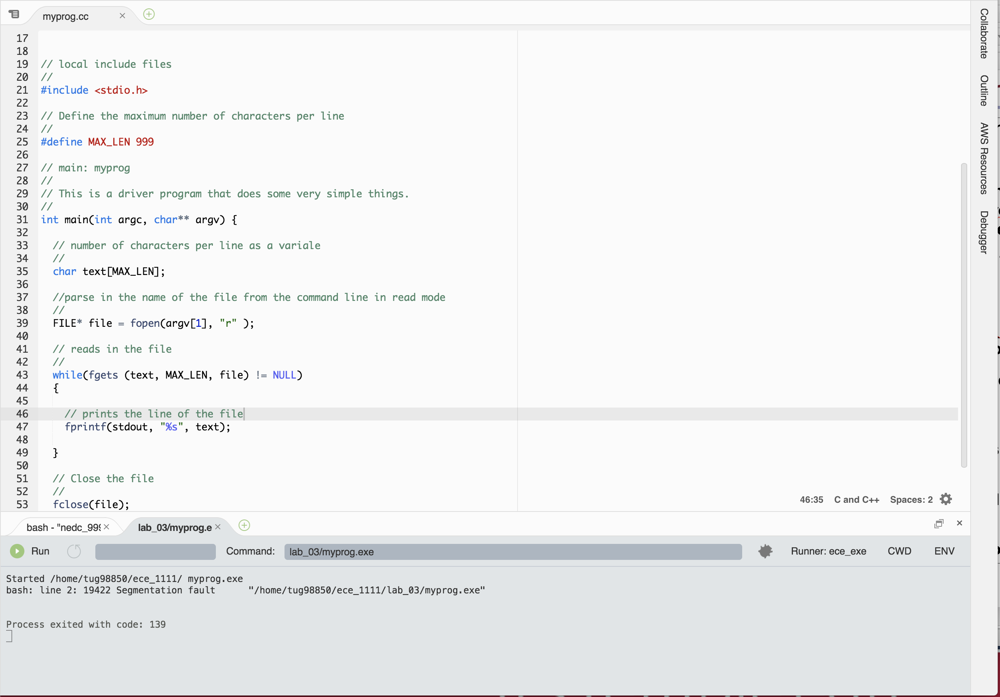 myprog.cc
17
18
19 // local include files
20 //
21 #include <stdio.h>
22
23 // Define the maximum number of characters per line
24 //
25 #define MAX_LEN 999
26
27 // main: myprog
28 //
29 // This is a driver program that does some very simple things.
30 //
31 int main(int argc, char** argv) {
32
33 // number of characters per line as a variale
34 //
35 char text[MAX_LEN];
36
37 //parse in the name of the file from the command line in read mode
38 //
39 FILE* file = fopen(argv[1], "r" );
40
41 // reads in the file
42 //
43 while(fgets (text, MAX_LEN, file) != NULL)
44 {
45
46 // prints the line of the file
47 fprintf(stdout, "%s", text);
48
49 }
50
51 // Close the file
52 //
53 fclose(file);
46:35 C and C++ Spaces: 2
Collaborate
Outline
AWS Resources
Debugger
bash - "nedc_999 lab_03/myprog.e
Run Command: lab_03/myprog.exe Runner: ece_exe CWD ENV
Started /home/tug98850/ece_1111/ myprog.exe
bash: line 2: 19422 Segmentation fault "/home/tug98850/ece_1111/lab_03/myprog.exe"
Process exited with code: 139